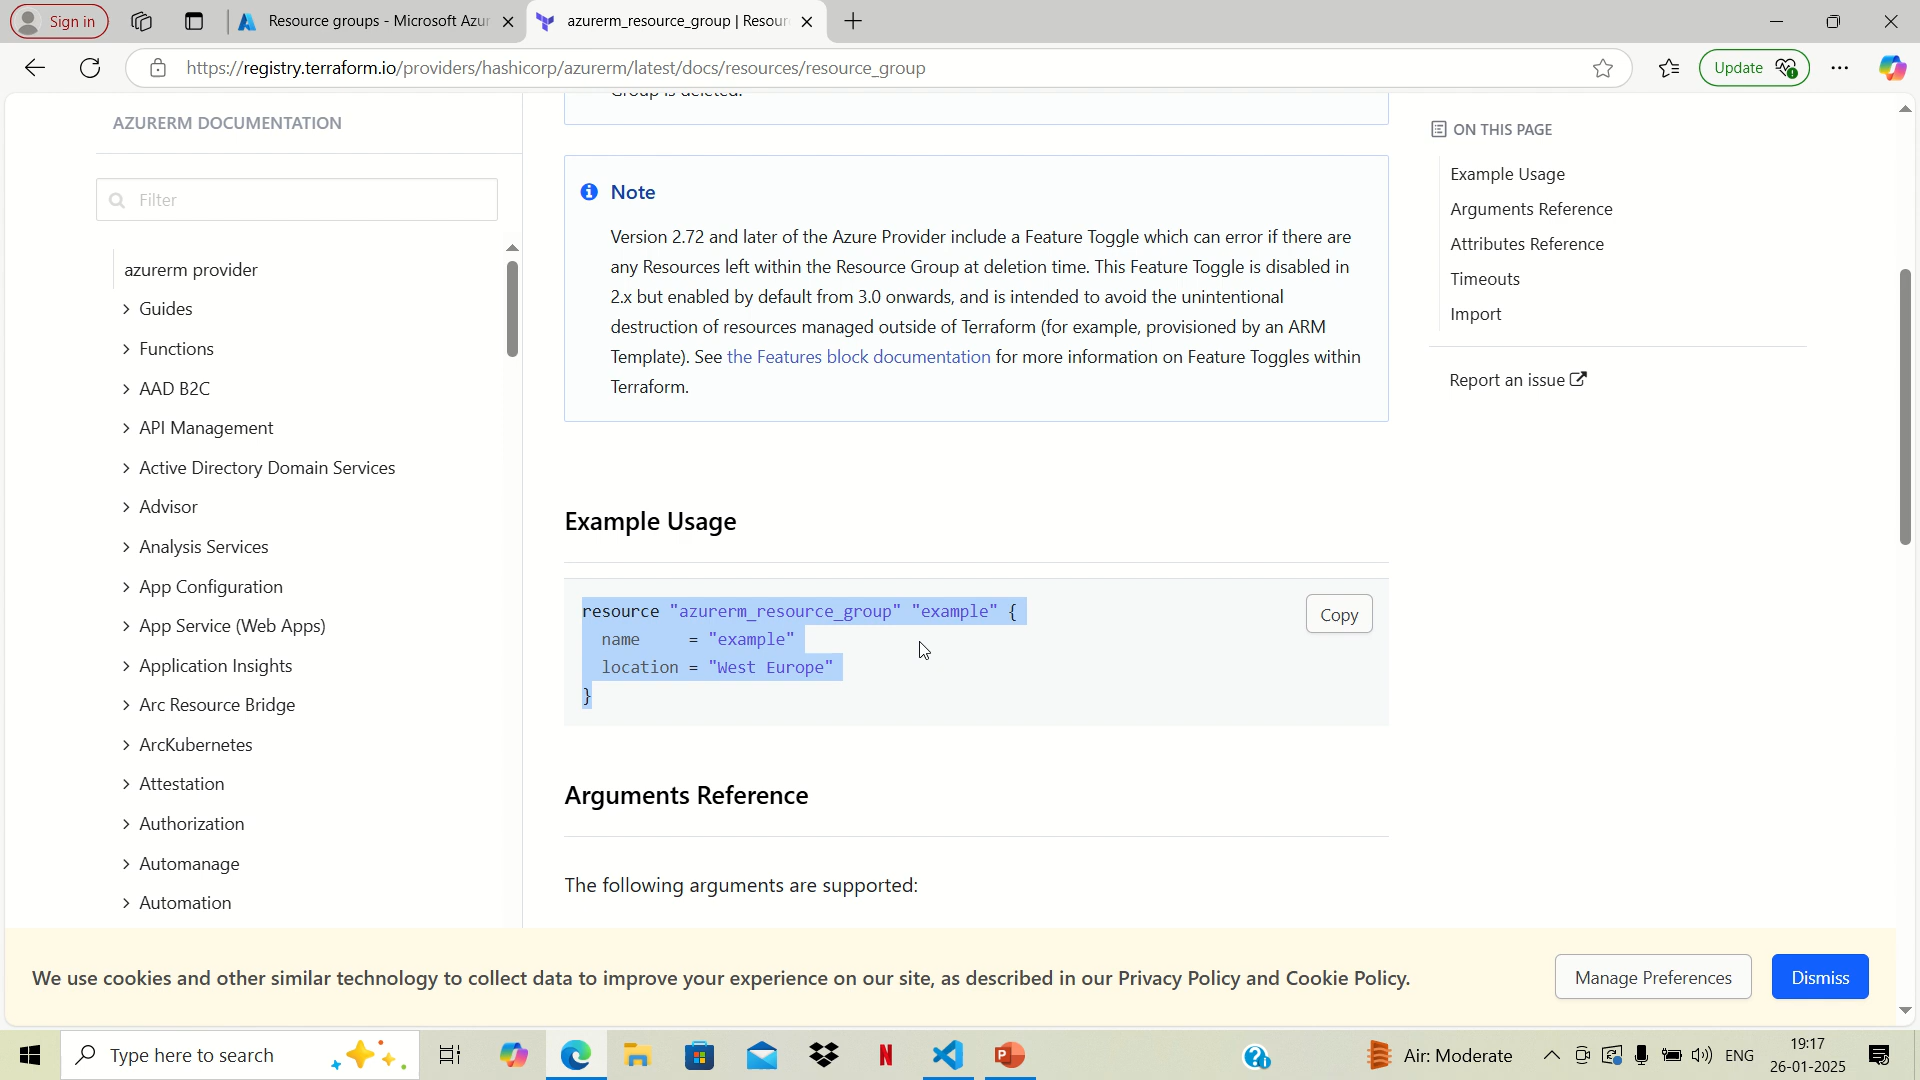 Sign in
Resource groups - Microsoft Azur
azurerm_resource_group | Resour
https://registry.terraform.io/providers/hashicorp/azurerm/latest/docs/resources/resource_group
Update
AZURERM DOCUMENTATION
Filter
azurerm provider
Guides
Functions
AAD B2C
API Management
Active Directory Domain Services
Advisor
Analysis Services
App Configuration
App Service (Web Apps)
Application Insights
Arc Resource Bridge
ArcKubernetes
Attestation
Authorization
Automanage
Automation
Group is deleted.
Note
Version 2.72 and later of the Azure Provider include a Feature Toggle which can error if there are
any Resources left within the Resource Group at deletion time. This Feature Toggle is disabled in
2.x but enabled by default from 3.0 onwards, and is intended to avoid the unintentional
destruction of resources managed outside of Terraform (for example, provisioned by an ARM
Template). See the Features block documentation for more information on Feature Toggles within
Terraform.
Example Usage
resource "azurerm_resource_group" "example" {
name = "example"
location = "West Europe"
}
Copy
Arguments Reference
The following arguments are supported:
ON THIS PAGE
Example Usage
Arguments Reference
Attributes Reference
Timeouts
Import
Report an issue
We use cookies and other similar technology to collect data to improve your experience on our site, as described in our Privacy Policy and Cookie Policy.
Manage Preferences
Dismiss
Type here to search
Air: Moderate
ENG
19:17
26-01-2025